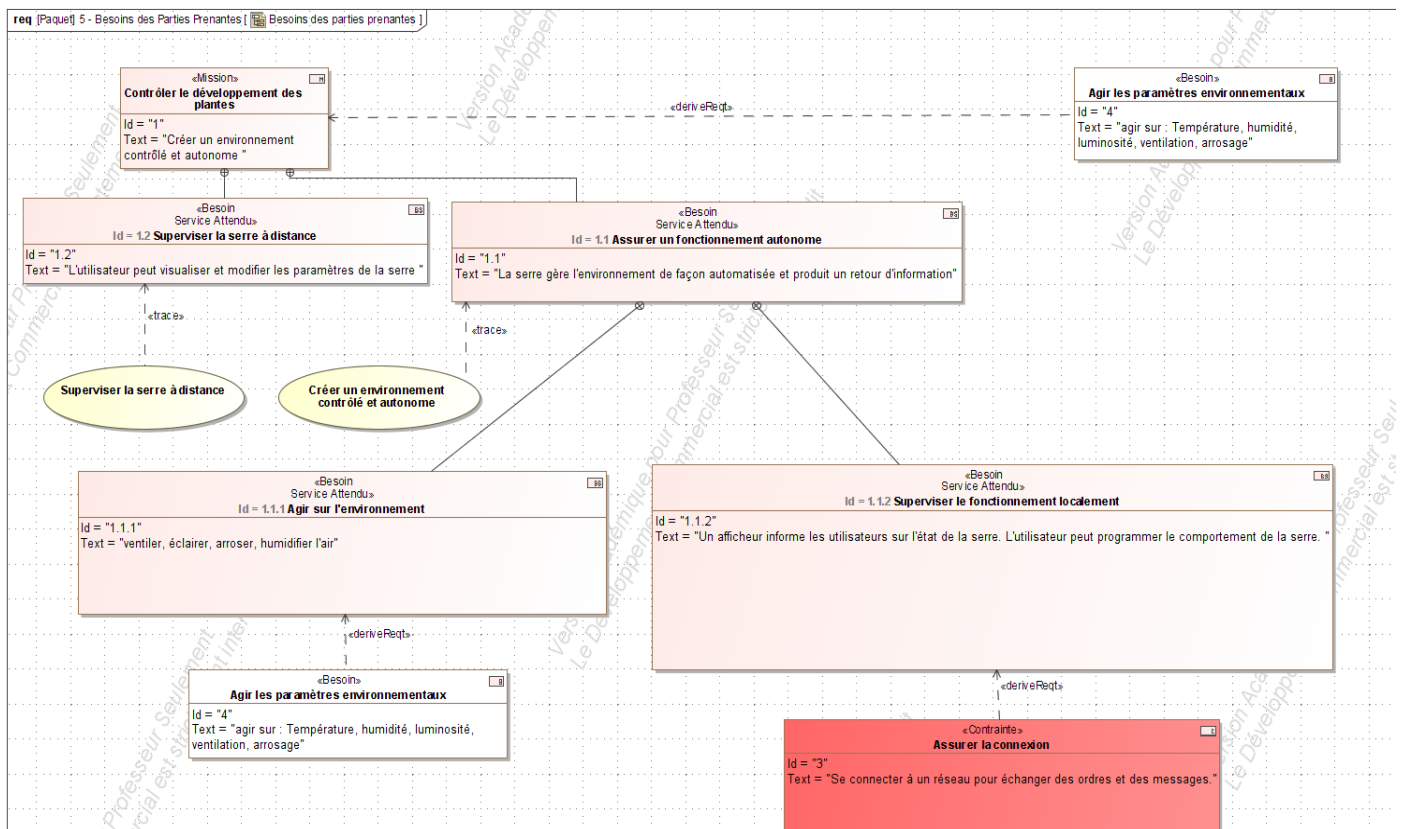 req [Paquet] 5 - Besoins des Parties Prenantes [ Besoins des parties prenantes ]
«Mission»
Contrôler le développement des
plantes
Id = "1"
Text = "Créer un environnement
contrôlé et autonome "
«deriveReqt»
«Besoin»
Agir les paramètres environnementaux
Id = "4"
Text = "agir sur : Température, humidité,
luminosité, ventilation, arrosage"
«Besoin
Service Attendu»
Id = 1.2 Superviser la serre à distance
Id = "1.2"
Text = "L'utilisateur peut visualiser et modifier les paramètres de la serre "
«Besoin
Service Attendu»
Id = 1.1 Assurer un fonctionnement autonome
Id = "1.1"
Text = "La serre gère l'environnement de façon automatisée et produit un retour d'information"
«trace»
«trace»
Superviser la serre à distance
Créer un environnement
contrôlé et autonome
«Besoin
Service Attendu»
Id = 1.1.1 Agir sur l'environnement
Id = "1.1.1"
Text = "ventiler, éclairer, arroser, humidifier l'air"
«Besoin
Service Attendu»
Id = 1.1.2 Superviser le fonctionnement localement
Id = "1.1.2"
Text = "Un afficheur informe les utilisateurs sur l'état de la serre. L'utilisateur peut programmer le comportement de la serre. "
«deriveReqt»
«Besoin»
Agir les paramètres environnementaux
Id = "4"
Text = "agir sur : Température, humidité, luminosité,
ventilation, arrosage"
«deriveReqt»
«Contrainte»
Assurer la connexion
Id = "3"
Text = "Se connecter à un réseau pour échanger des ordres et des messages."